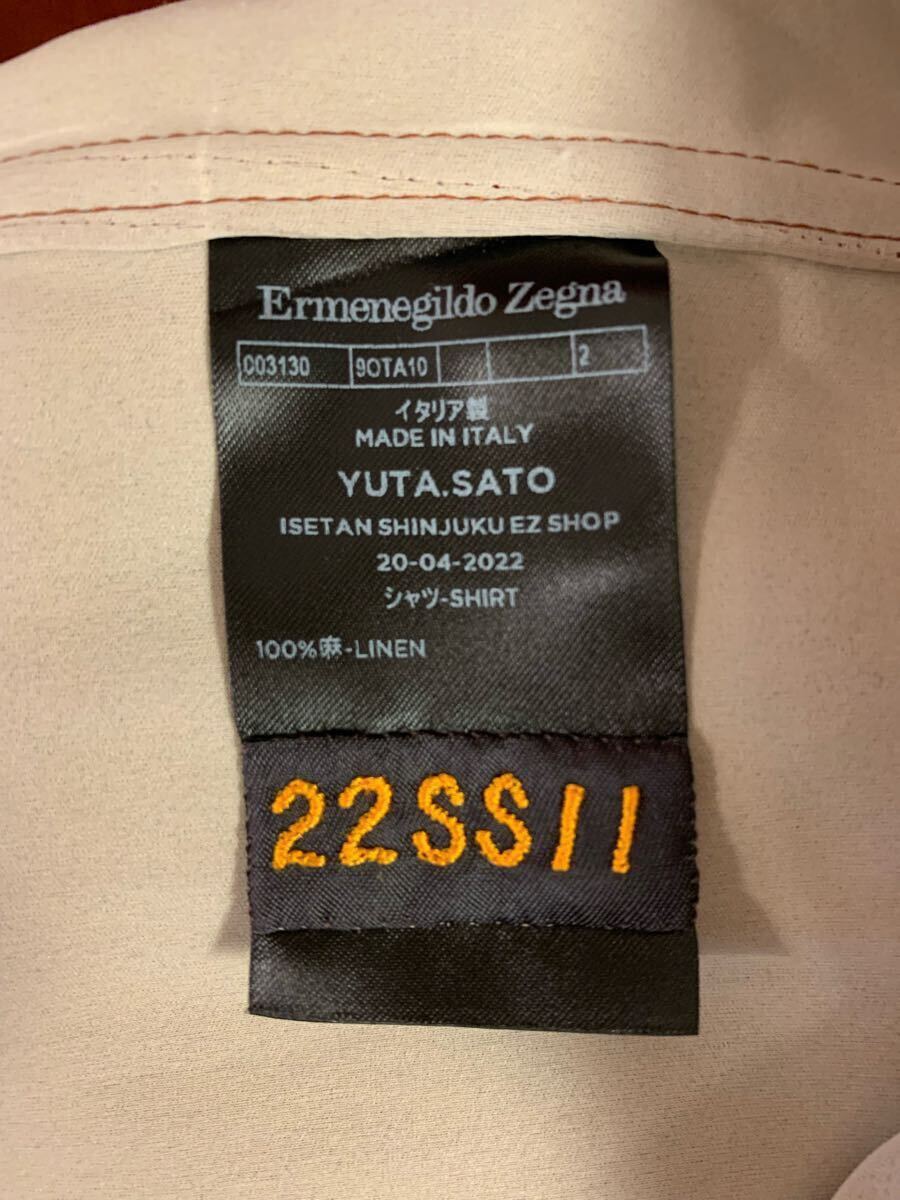 Ermenegildo Zegna
C03130 9OTA10 2
イタリア製
MADE IN ITALY
YUTA.SATO
ISETAN SHINJUKU EZ SHOP
20-04-2022
シャツ-SHIRT
100%麻-LINEN
22SS11